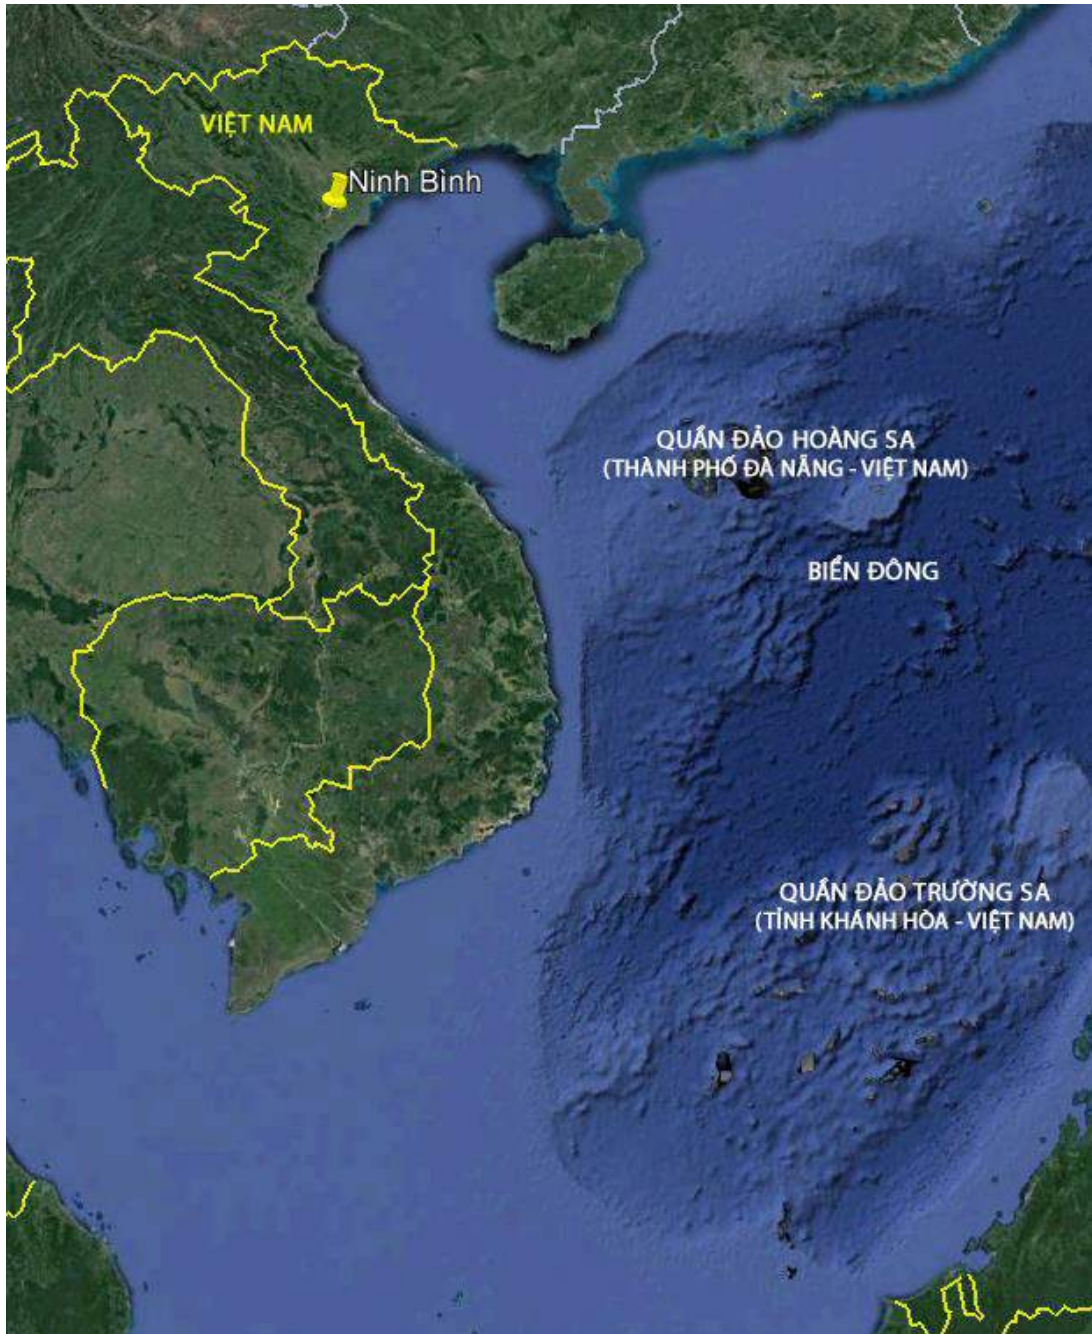 VIỆT NAM
Ninh Bình
QUẦN ĐẢO HOÀNG SA
(THÀNH PHỐ ĐÀ NẴNG - VIỆT NAM)
BIỂN ĐÔNG
QUẦN ĐẢO TRƯỜNG SA
(TỈNH KHÁNH HÒA - VIỆT NAM)